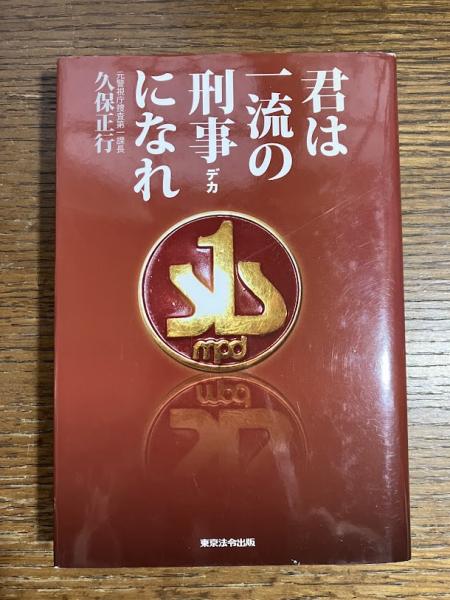 君は
一流の
刑事
デカ
になれ
元警視庁捜査第一課長
久保正行
S1S
mpd
東京法令出版